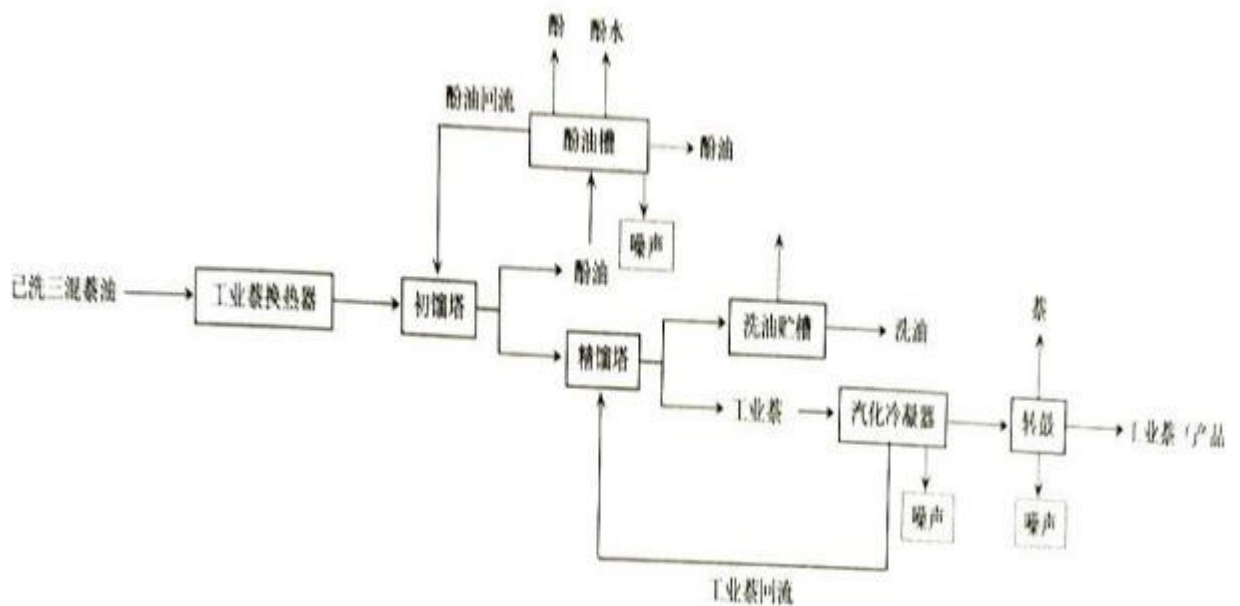 酚
酚水
酚油回流
酚油槽
酚油
噪声
已洗三混萘油
工业萘换热器
初馏塔
酚油
精馏塔
洗油贮槽
洗油
萘
工业萘
汽化冷凝器
转鼓
工业萘
产品
噪声
噪声
工业萘回流